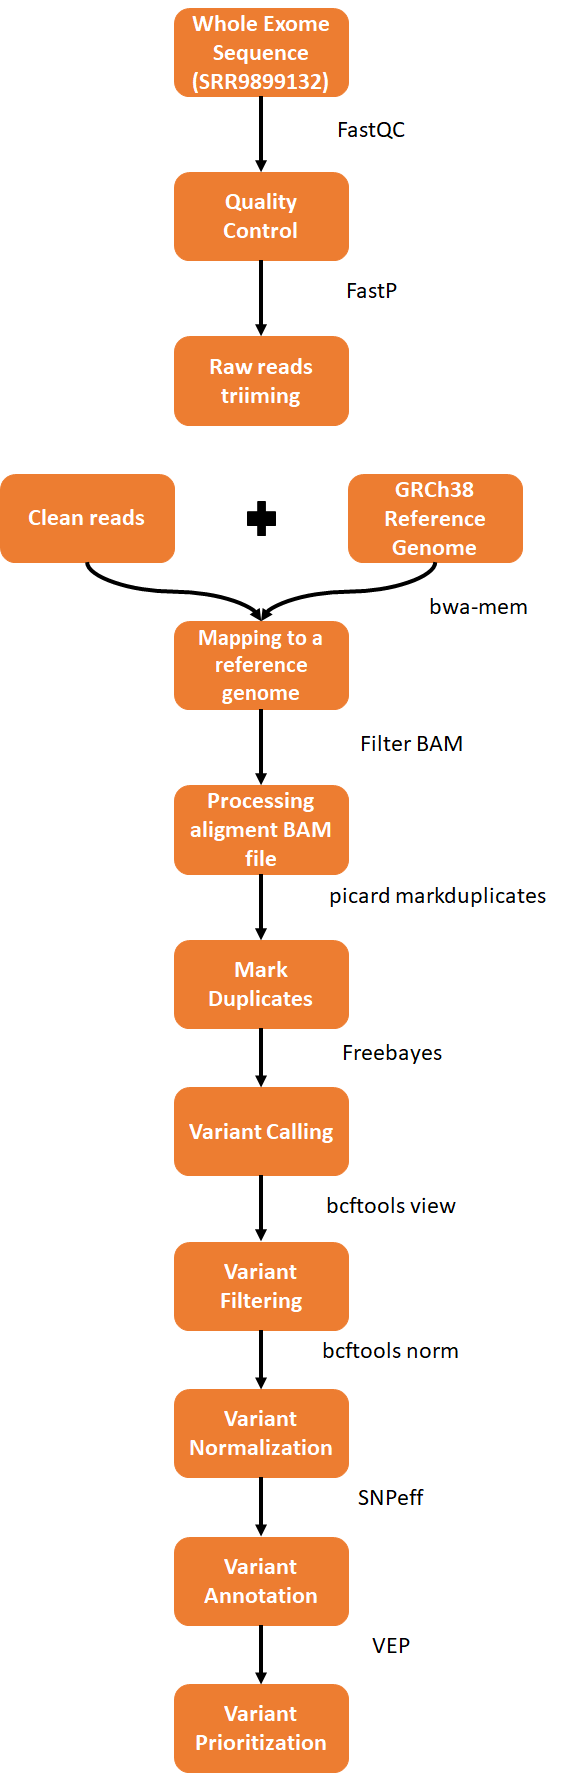 Whole Exome
Sequence
(SRR9899132)
FastQC
Quality
Control
FastP
Raw reads
triiming
Clean reads
GRCh38
Reference
Genome
bwa-mem
Mapping to a
reference
genome
Filter BAM
Processing
aligment BAM
file
picard markduplicates
Mark
Duplicates
Freebayes
Variant Calling
bcftools view
Variant
Filtering
bcftools norm
Variant
Normalization
SNPeff
Variant
Annotation
VEP
Variant
Prioritization